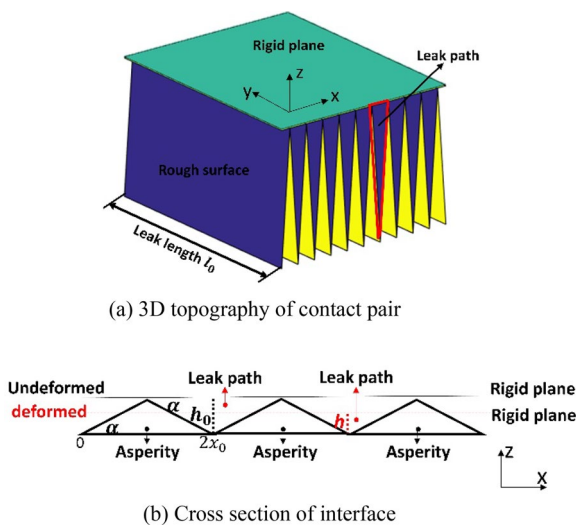 Rigid plane
Leak path
Z
y
X
Rough surface
Leak length l₀
(a) 3D topography of contact pair
Undeformed
Leak path
Leak path
Rigid plane
deformed
α
h₀
h
Rigid plane
0
α
2x₀
Asperity
Asperity
Asperity
Z
X
(b) Cross section of interface